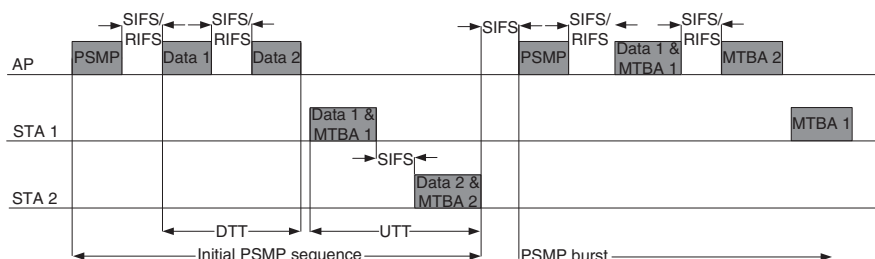 SIFS/
RIFS
SIFS/
RIFS
SIFS
SIFS/
RIFS
SIFS/
RIFS
AP
PSMP
Data 1
Data 2
PSMP
Data 1 &
MTBA 1
MTBA 2
STA 1
Data 1 &
MTBA 1
MTBA 1
SIFS
STA 2
Data 2 &
MTBA 2
DTT
UTT
Initial PSMP sequence
PSMP burst